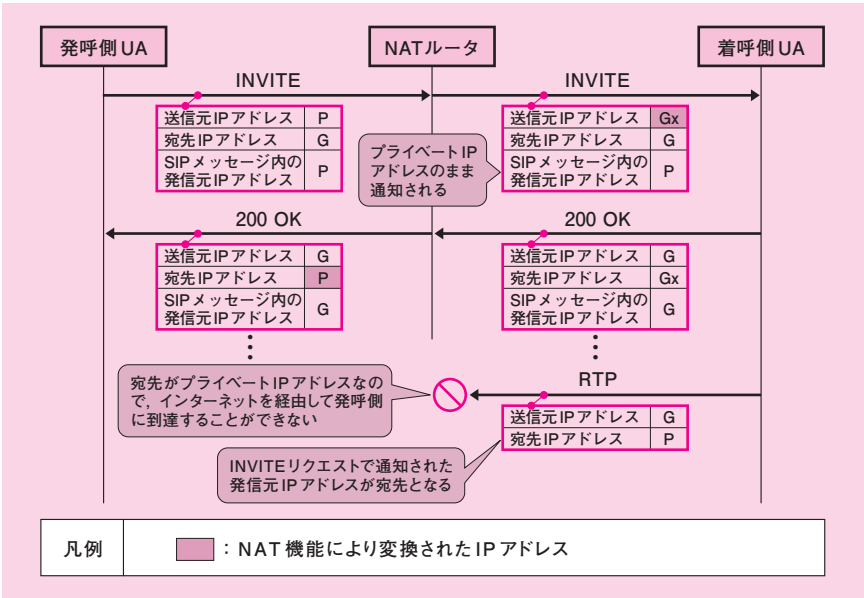 発呼側UA
NATルータ
着呼側UA
INVITE
INVITE
送信元IPアドレス P
宛先IPアドレス G
SIPメッセージ内の
発信元IPアドレス P
プライベートIP
アドレスのまま
通知される
送信元IPアドレス Gx
宛先IPアドレス G
SIPメッセージ内の
発信元IPアドレス P
200 OK
200 OK
送信元IPアドレス G
宛先IPアドレス P
SIPメッセージ内の
発信元IPアドレス G
送信元IPアドレス G
宛先IPアドレス Gx
SIPメッセージ内の
発信元IPアドレス G
宛先がプライベートIPアドレスなの
で，インターネットを経由して発呼側
に到達することができない
RTP
送信元IPアドレス G
宛先IPアドレス P
INVITEリクエストで通知された
発信元IPアドレスが宛先となる
凡例
：NAT機能により変換されたIPアドレス